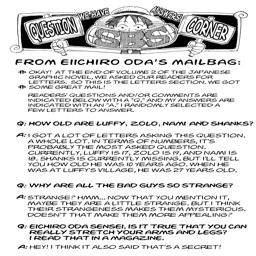 QUESTION
CORNER
FROM EIICHIRO ODA'S MAILBAG:
OKAY! AT THE END OF VOLUME 2 OF THE JAPANESE
GRAPHIC NOVEL, WE ASKED OUR READERS FOR
LETTERS. SO THIS IS THE LETTERS SECTION. WE GOT
SOME GREAT MAIL!
READERS' QUESTIONS AND/OR COMMENTS ARE
INDICATED BELOW WITH A "Q," AND MY ANSWERS ARE
INDICATED WITH AN "A." I RANDOMLY SELECTED A
FEW LETTERS TO ANSWER.
Q: HOW OLD ARE LUFFY, ZOLO, NAMI AND SHANKS?
A: I GOT A LOT OF LETTERS ASKING THIS QUESTION.
A WHOLE LOT. IN TERMS OF NUMBERS, IT'S
PROBABLY THE MOST ASKED QUESTION.
CURRENTLY, LUFFY IS 17, ZOLO IS 19, AND NAMI IS
18. SHANKS IS CURRENTLY MISSING, BUT I'LL TELL
YOU HOW OLD HE WAS 10 YEARS AGO. WHEN HE
WAS AT LUFFY'S VILLAGE, HE WAS 27 YEARS OLD.
Q: WHY ARE ALL THE BAD GUYS SO STRANGE?
A: STRANGE? HMM... NOW THAT YOU MENTION IT,
MAYBE THEY ARE A LITTLE STRANGE. BUT I THINK
THEIR STRANGENESS MAKES THEM MYSTERIOUS.
DOESN'T THAT MAKE THEM MORE APPEALING?
Q: EIICHIRO ODA SENSEI, IS IT TRUE THAT YOU CAN
REALLY STRETCH YOUR ARMS AND LEGS?
I READ THAT IN A MAGAZINE.
A: HEY! I THINK IT ALSO SAID THAT'S A SECRET!